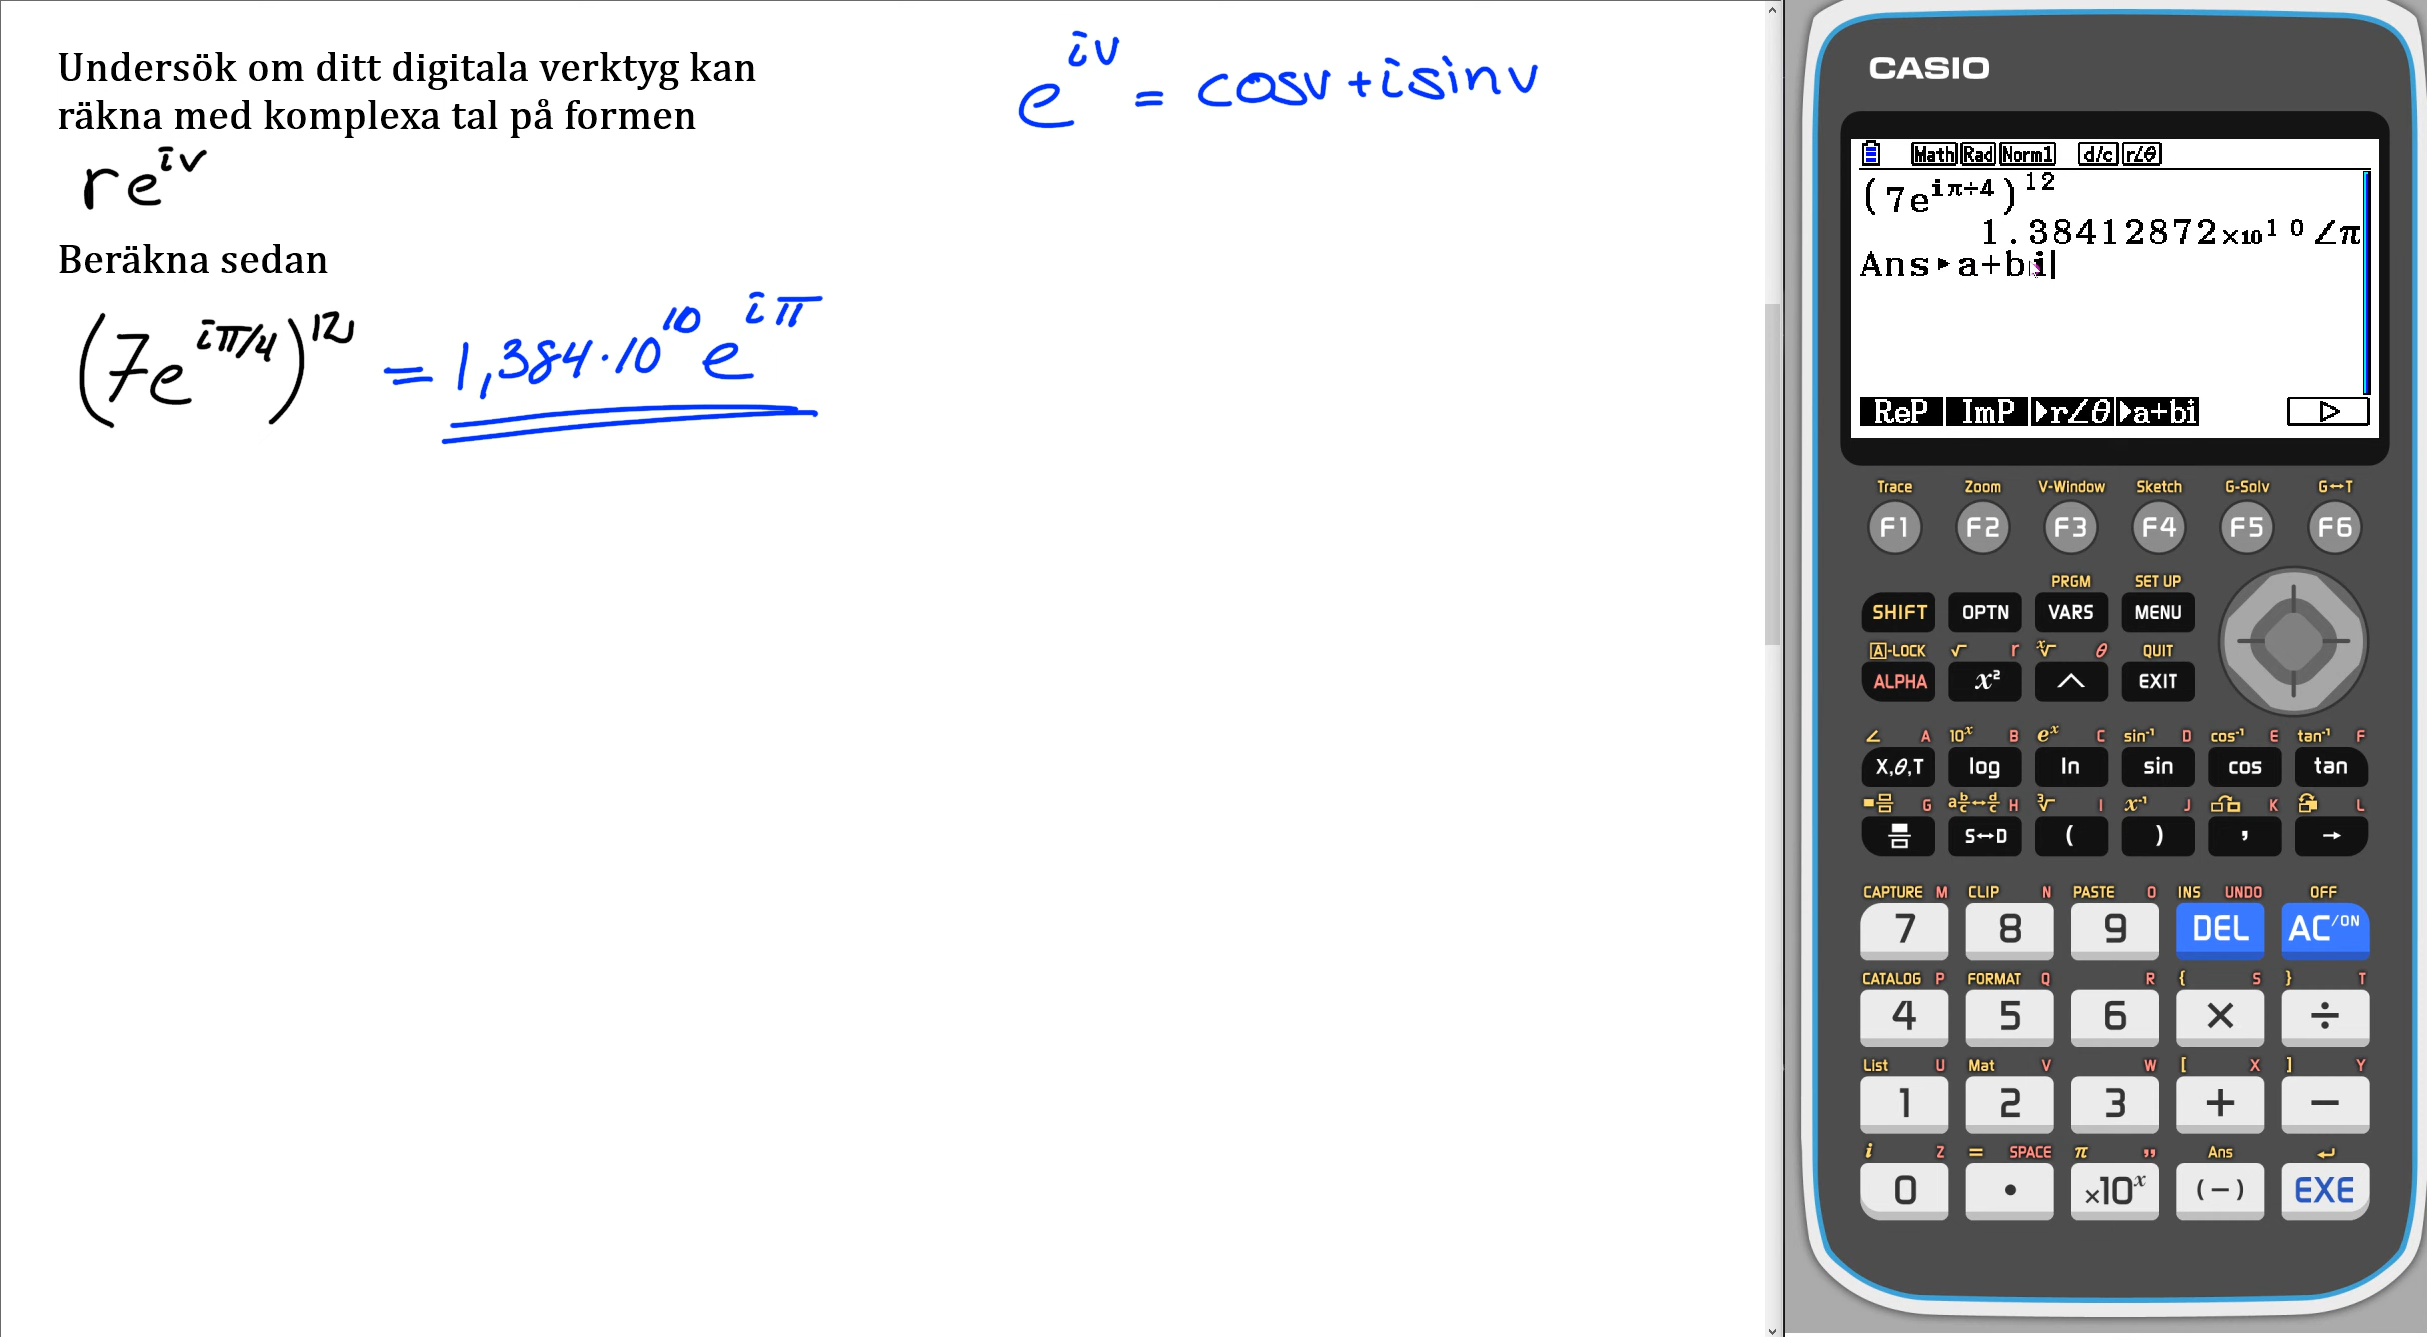 Undersök om ditt digitala verktyg kan
räkna med komplexa tal på formen
re^iv
Beräkna sedan
(7e^iπ/4)^12 = 1,384·10^10 e^iπ
e^iv = cosv + isinv
CASIO
Math Rad Norm1 d/c r∠θ
(7e^iπ÷4)^12
1.38412872×10^10∠π
Ans▸a+bi
ReP ImP ▸r∠θ ▸a+bi ▷
Trace Zoom V-Window Sketch G-Solv G↔T
F1 F2 F3 F4 F5 F6
PRGM SET UP
SHIFT OPTN VARS MENU
A-LOCK √ r ˣ√ θ QUIT
ALPHA x² ^ EXIT
∠ A 10ˣ B eˣ C sin⁻¹ D cos⁻¹ E tan⁻¹ F
X,θ,T log ln sin cos tan
G a b/c↔d/c H ³√ I x⁻¹ J K L
S↔D ( ) , →
CAPTURE M CLIP N PASTE O INS UNDO OFF
7 8 9 DEL AC/ON
CATALOG P FORMAT Q R { S } T
4 5 6 × ÷
List U Mat V W [ X ] Y
1 2 3 + −
i Z = SPACE π " Ans ↵
0 • ×10ˣ (−) EXE